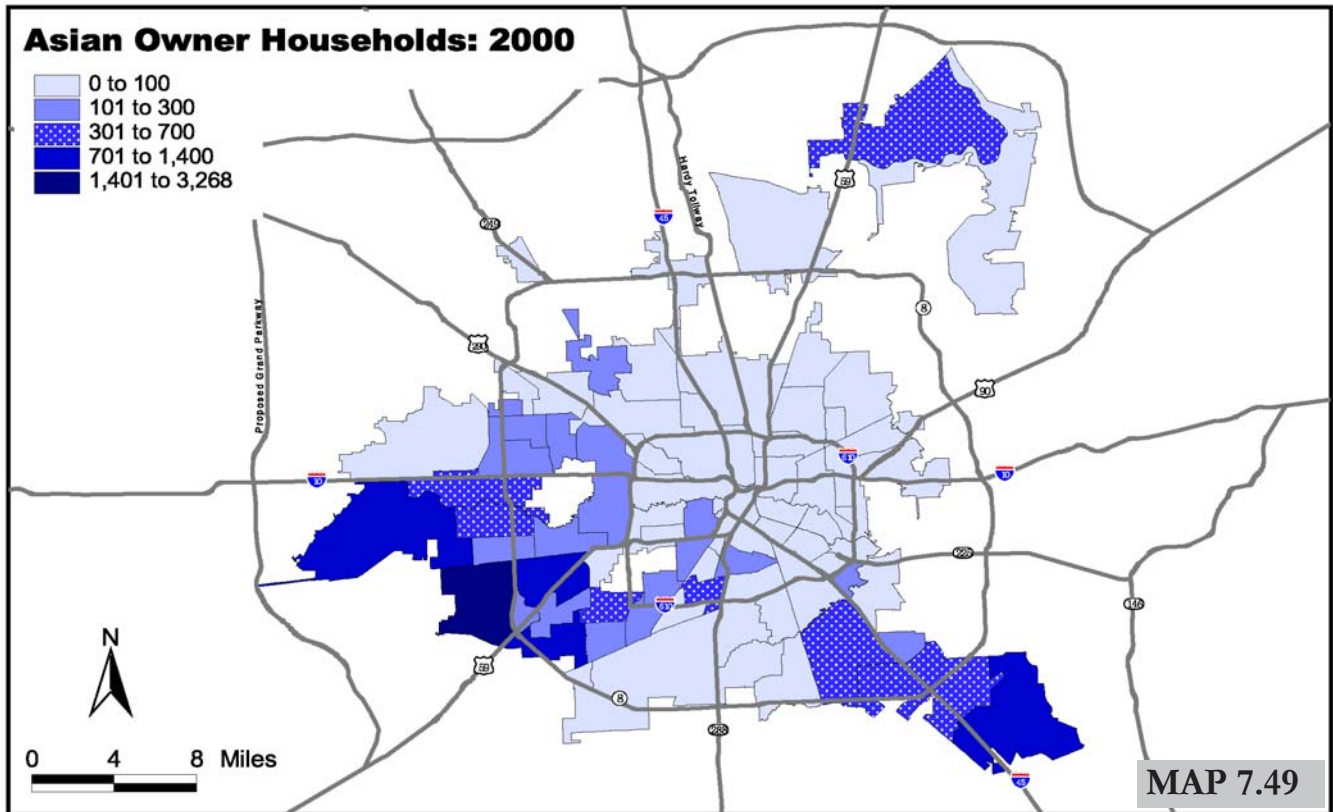 Asian Owner Households: 2000
0 to 100
101 to 300
301 to 700
701 to 1,400
1,401 to 3,268
Hardy Tollway
59
45
249
8
290
Proposed Grand Parkway
90
610
10
10
225
610
146
59
8
288
45
N
0 4 8 Miles
MAP 7.49